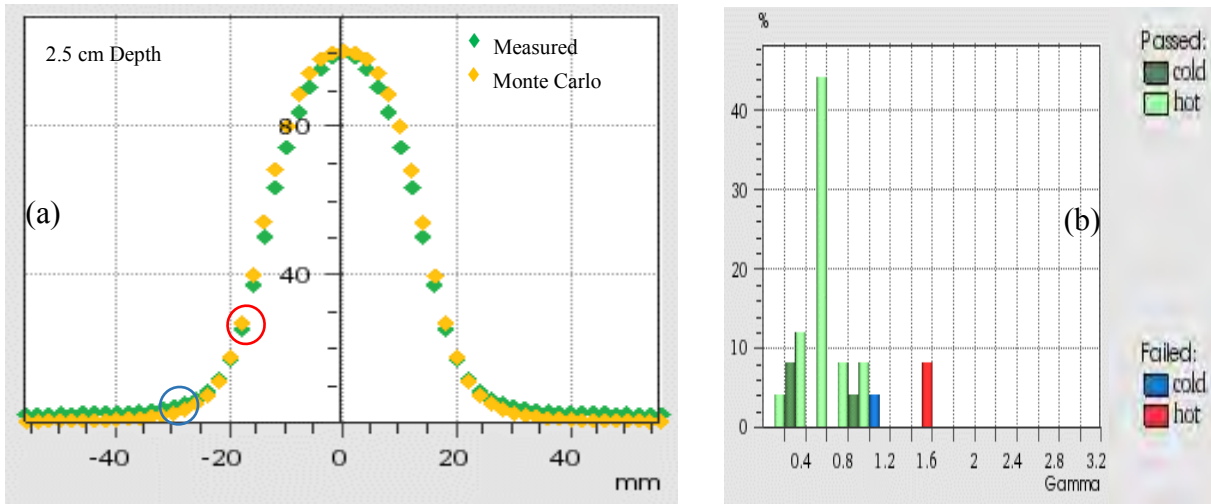 2.5 cm Depth
Measured
Monte Carlo
80
40
(a)
-40 -20 0 20 40
mm
%
40
30
20
10
0
0.4 0.8 1.2 1.6 2 2.4 2.8 3.2
Gamma
(b)
Passed:
cold
hot
Failed:
cold
hot